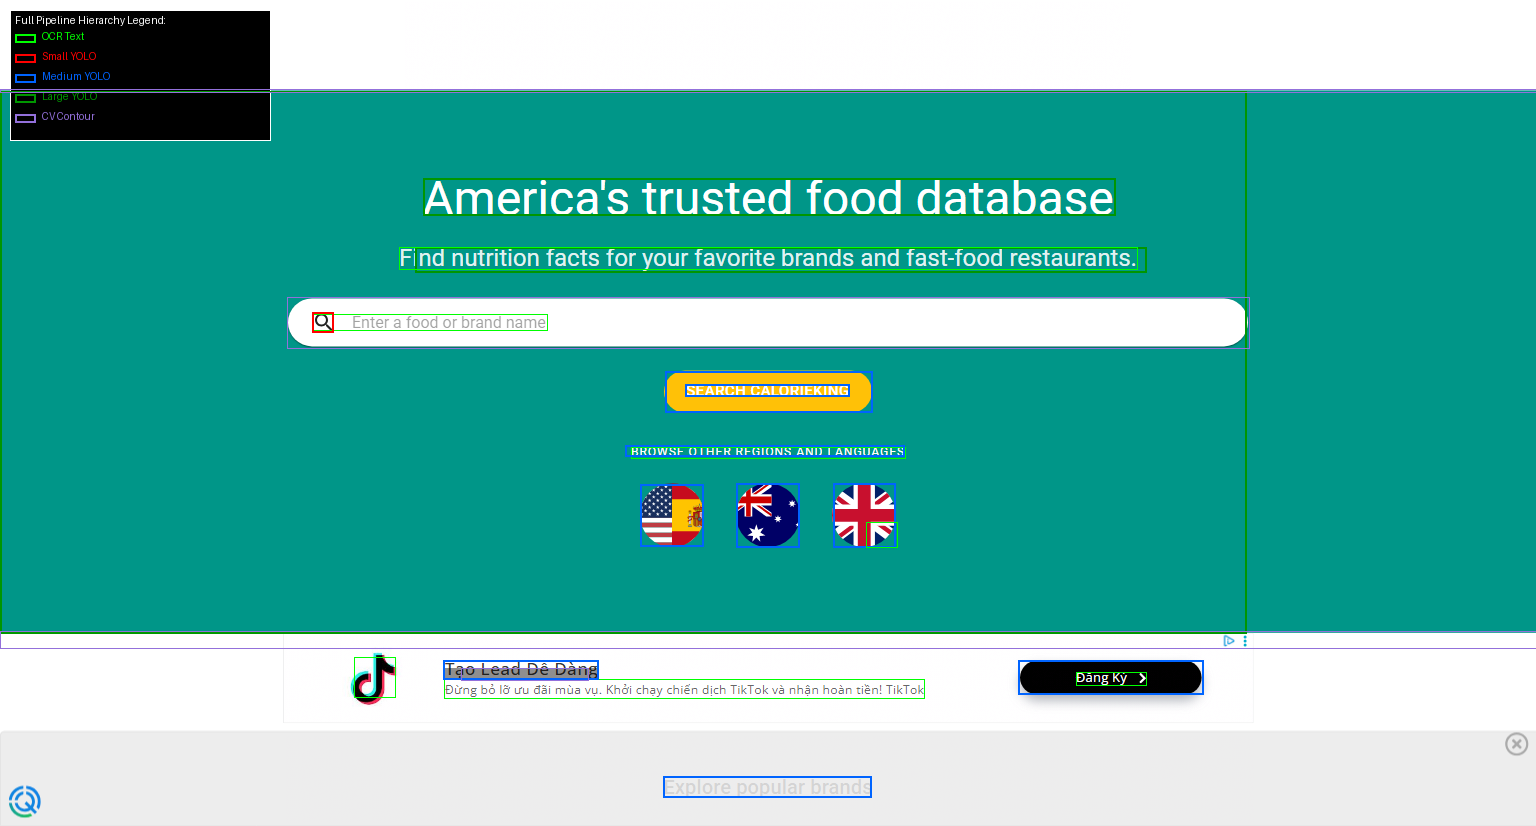 Full Pipeline Hierarchy Legend:
OCR Text
Small YOLO
Medium YOLO
Large YOLO
CV Contour
America's trusted food database
Find nutrition facts for your favorite brands and fast-food restaurants.
Enter a food or brand name
SEARCH CALORIEKING
BROWSE OTHER REGIONS AND LANGUAGES
Tạo Lead Dễ Dàng
Đừng bỏ lỡ ưu đãi mùa vụ. Khởi chạy chiến dịch TikTok và nhận hoàn tiền! TikTok
Đăng Ký
Explore popular brands